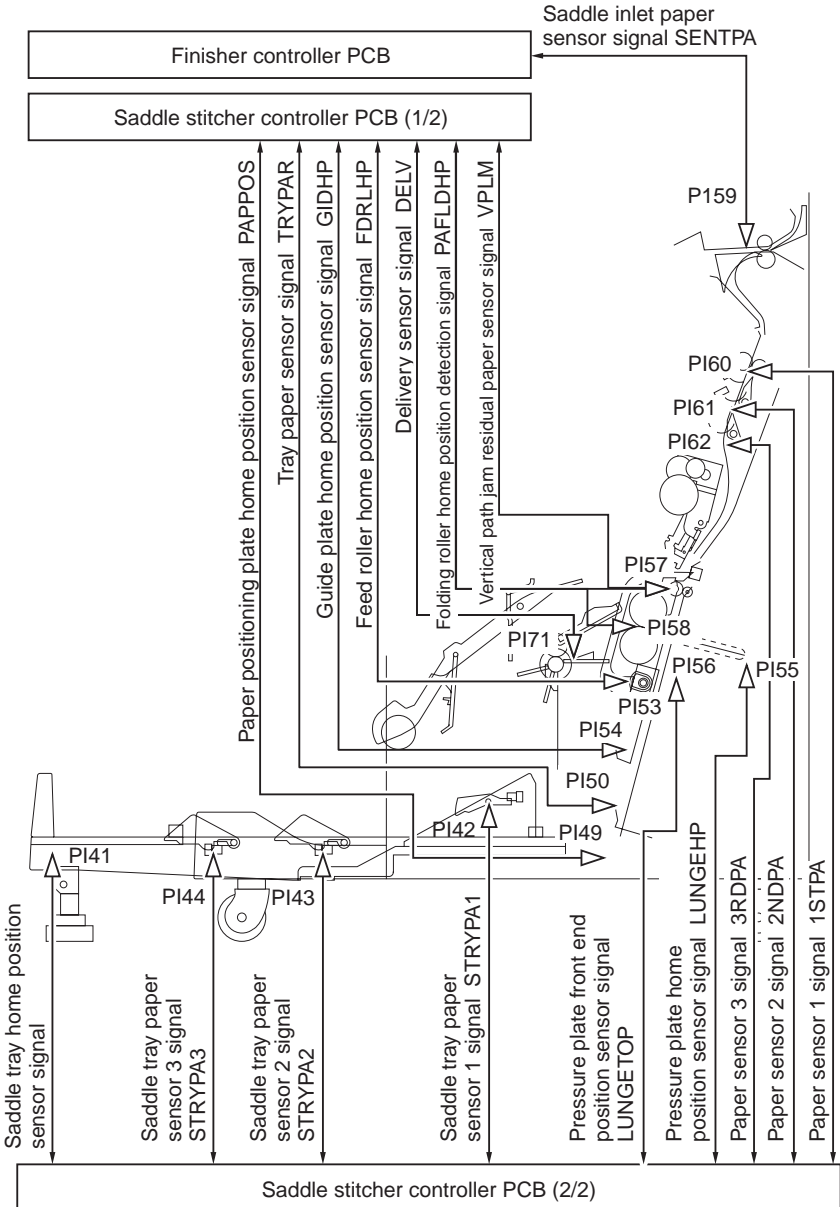 Saddle inlet paper
sensor signal SENTPA
Finisher controller PCB
Saddle stitcher controller PCB (1/2)
Paper positioning plate home position sensor signal PAPPOS
Tray paper sensor signal TRYPAR
Guide plate home position sensor signal GIDHP
Feed roller home position sensor signal FDRLHP
Delivery sensor signal DELV
Folding roller home position detection signal PAFLDHP
Vertical path jam residual paper sensor signal VPLM
P159
PI60
PI61
PI62
PI57
PI71
PI58
PI56
PI55
PI53
PI54
PI50
PI42
PI49
PI41
PI44
PI43
Saddle tray home position
sensor signal
Saddle tray paper
sensor 3 signal
STRYPA3
Saddle tray paper
sensor 2 signal
STRYPA2
Saddle tray paper
sensor 1 signal STRYPA1
Pressure plate front end
position sensor signal
LUNGETOP
Pressure plate home
position sensor signal LUNGEHP
Paper sensor 3 signal 3RDPA
Paper sensor 2 signal 2NDPA
Paper sensor 1 signal 1STPA
Saddle stitcher controller PCB (2/2)